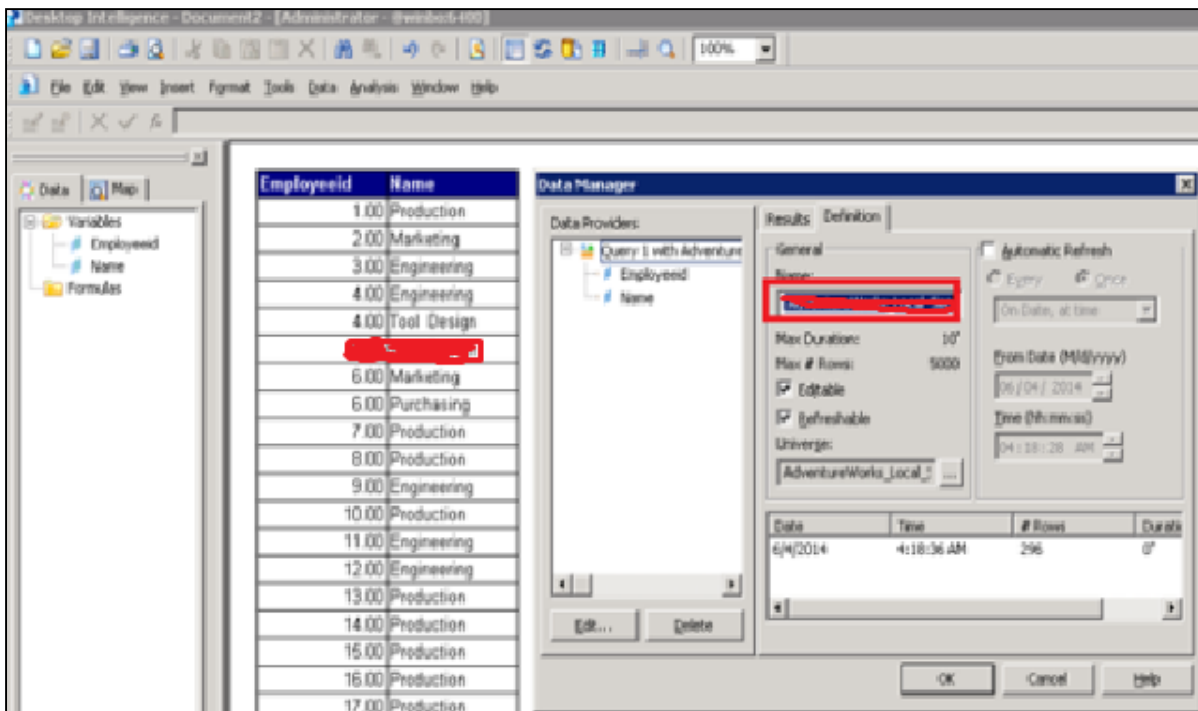 Desktop Intelligence - Document2 - [Administrator - @winboe6400]
100%
File Edit View Insert Format Tools Data Analysis Window Help
Data Map
Variables
Employeeid
Name
Formulas
Employeeid Name
1.00 Production
2.00 Marketing
3.00 Engineering
4.00 Engineering
4.00 Tool Design
6.00 Marketing
6.00 Purchasing
7.00 Production
8.00 Production
9.00 Engineering
10.00 Production
11.00 Engineering
12.00 Engineering
13.00 Production
14.00 Production
15.00 Production
16.00 Production
17.00 Production
Data Manager
Data Providers:
Query 1 with Adventure
Employeeid
Name
Edit... Delete
Results Definition
General
Name:
Max Duration: 10"
Max # Rows: 5000
Editable
Refreshable
Universe:
AdventureWorks_Local_ ...
Automatic Refresh
Every Once
On Date, at time
From Date (M/d/yyyy)
06/04/ 2014
Time (hh:mm:ss)
04:18:28 AM
Date Time # Rows Durati
6/4/2014 4:18:36 AM 296 0"
OK Cancel Help